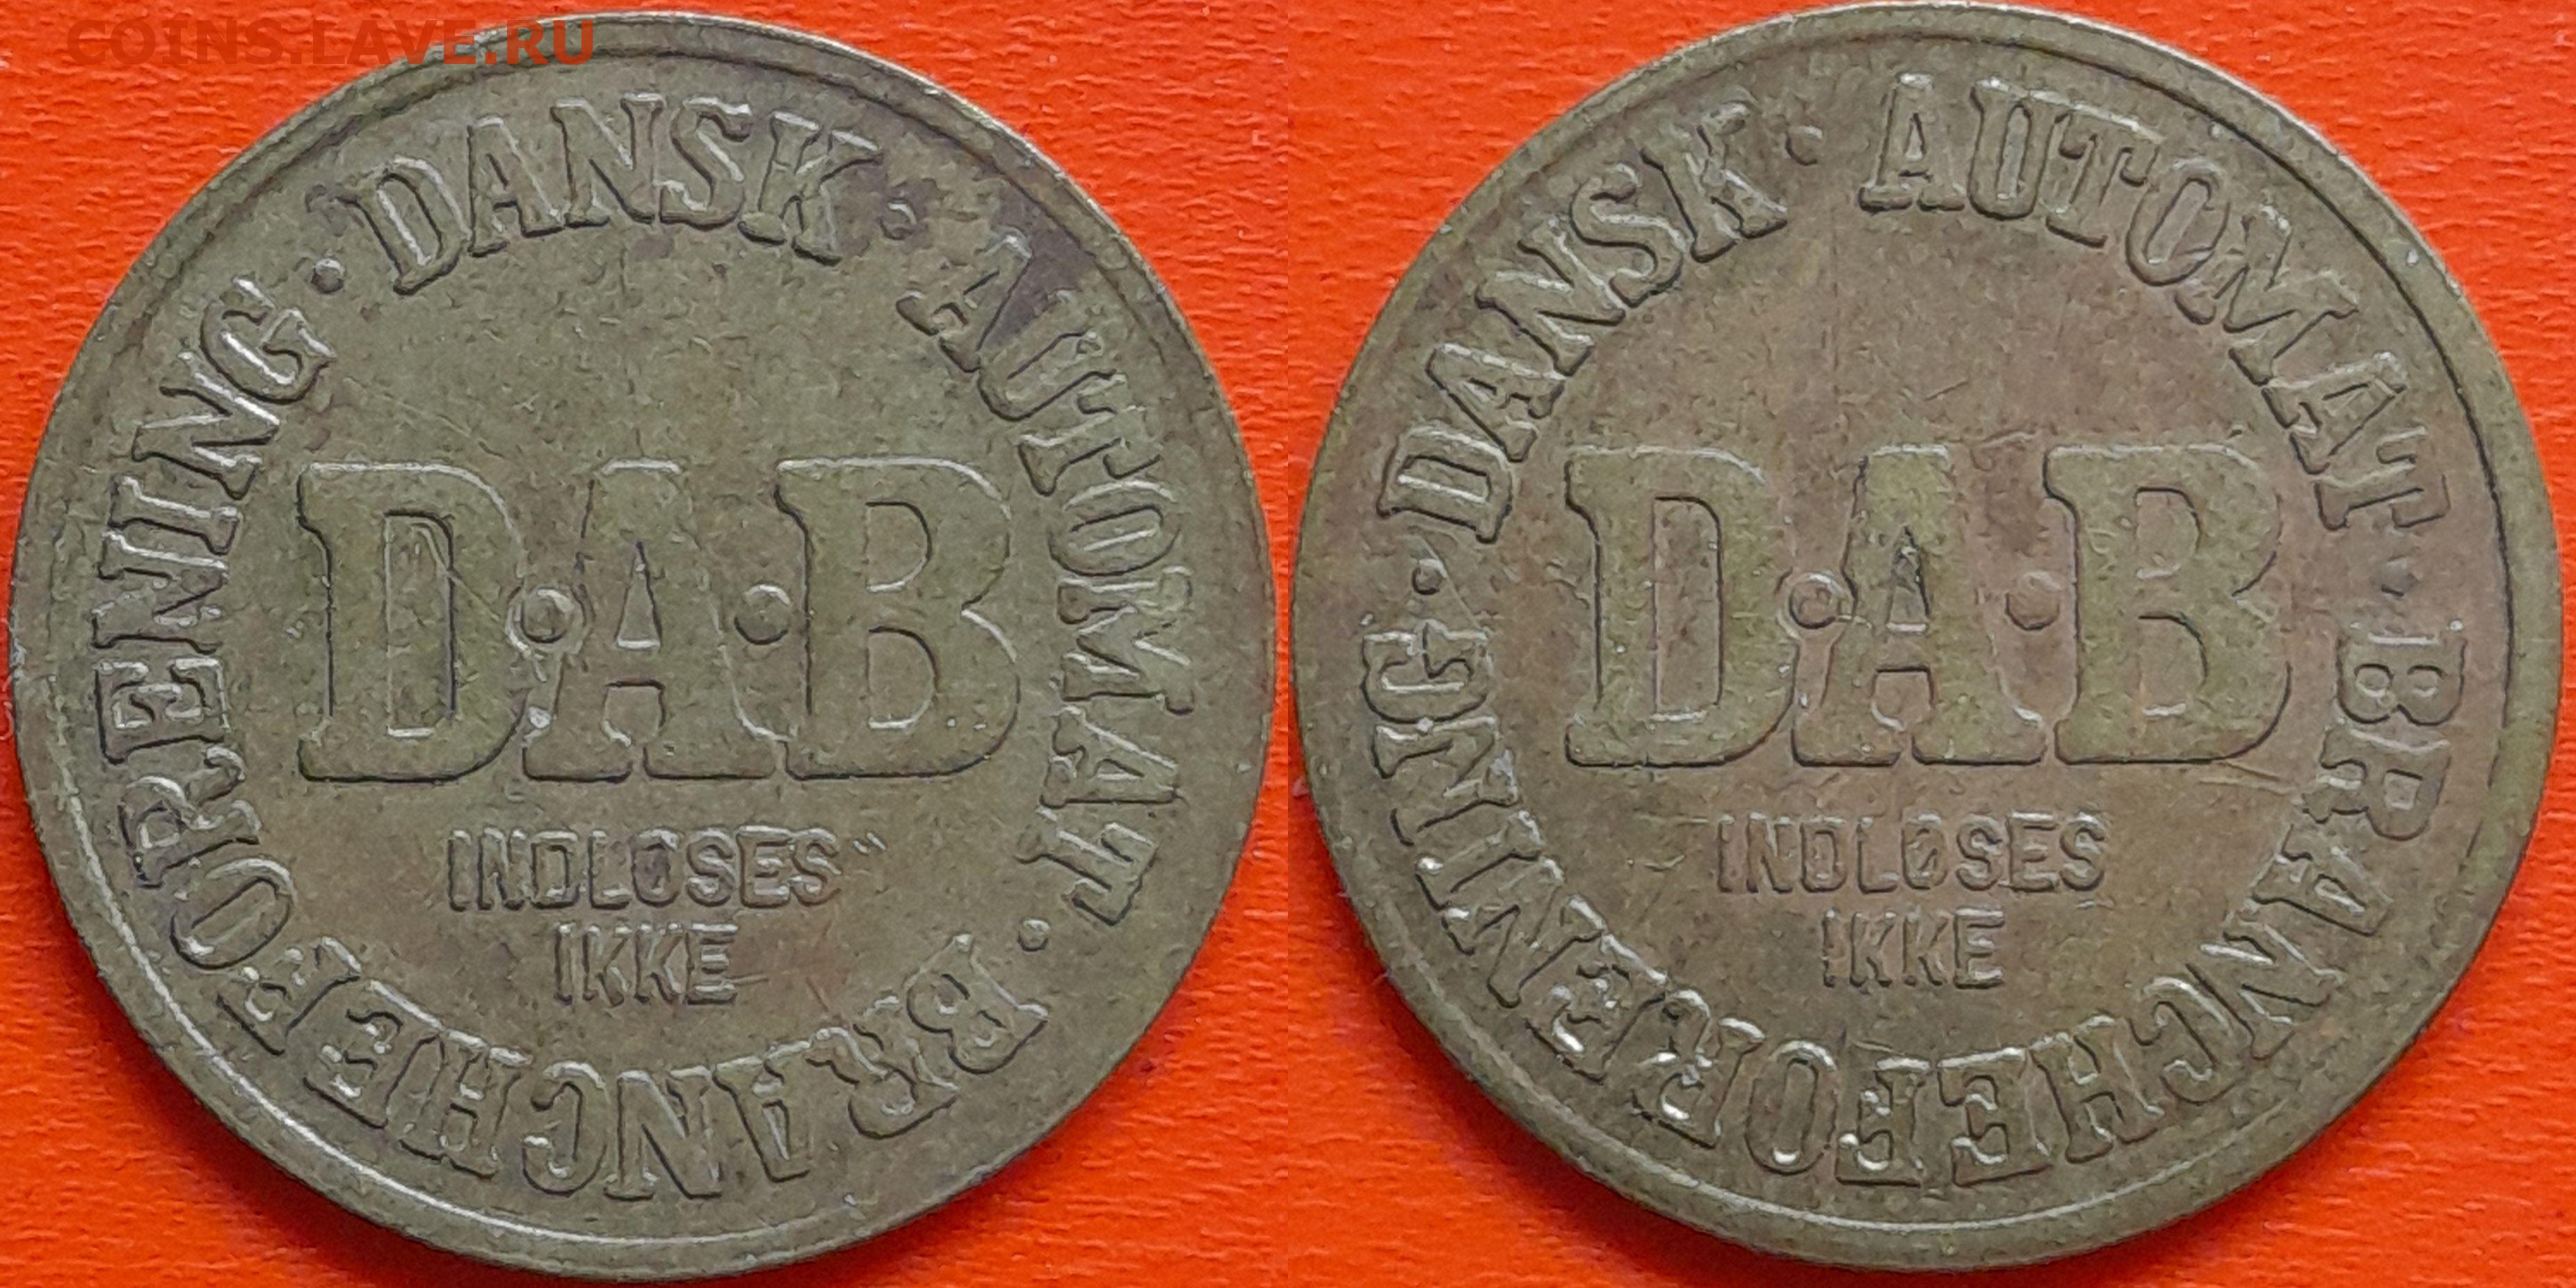 COINS.LAVE.RU
· DANSK · AUTOMAT · BRANCHEFORENING
D·A·B
INDLØSES
IKKE
· DANSK · AUTOMAT · BRANCHEFORENING
D·A·B
INDLØSES
IKKE